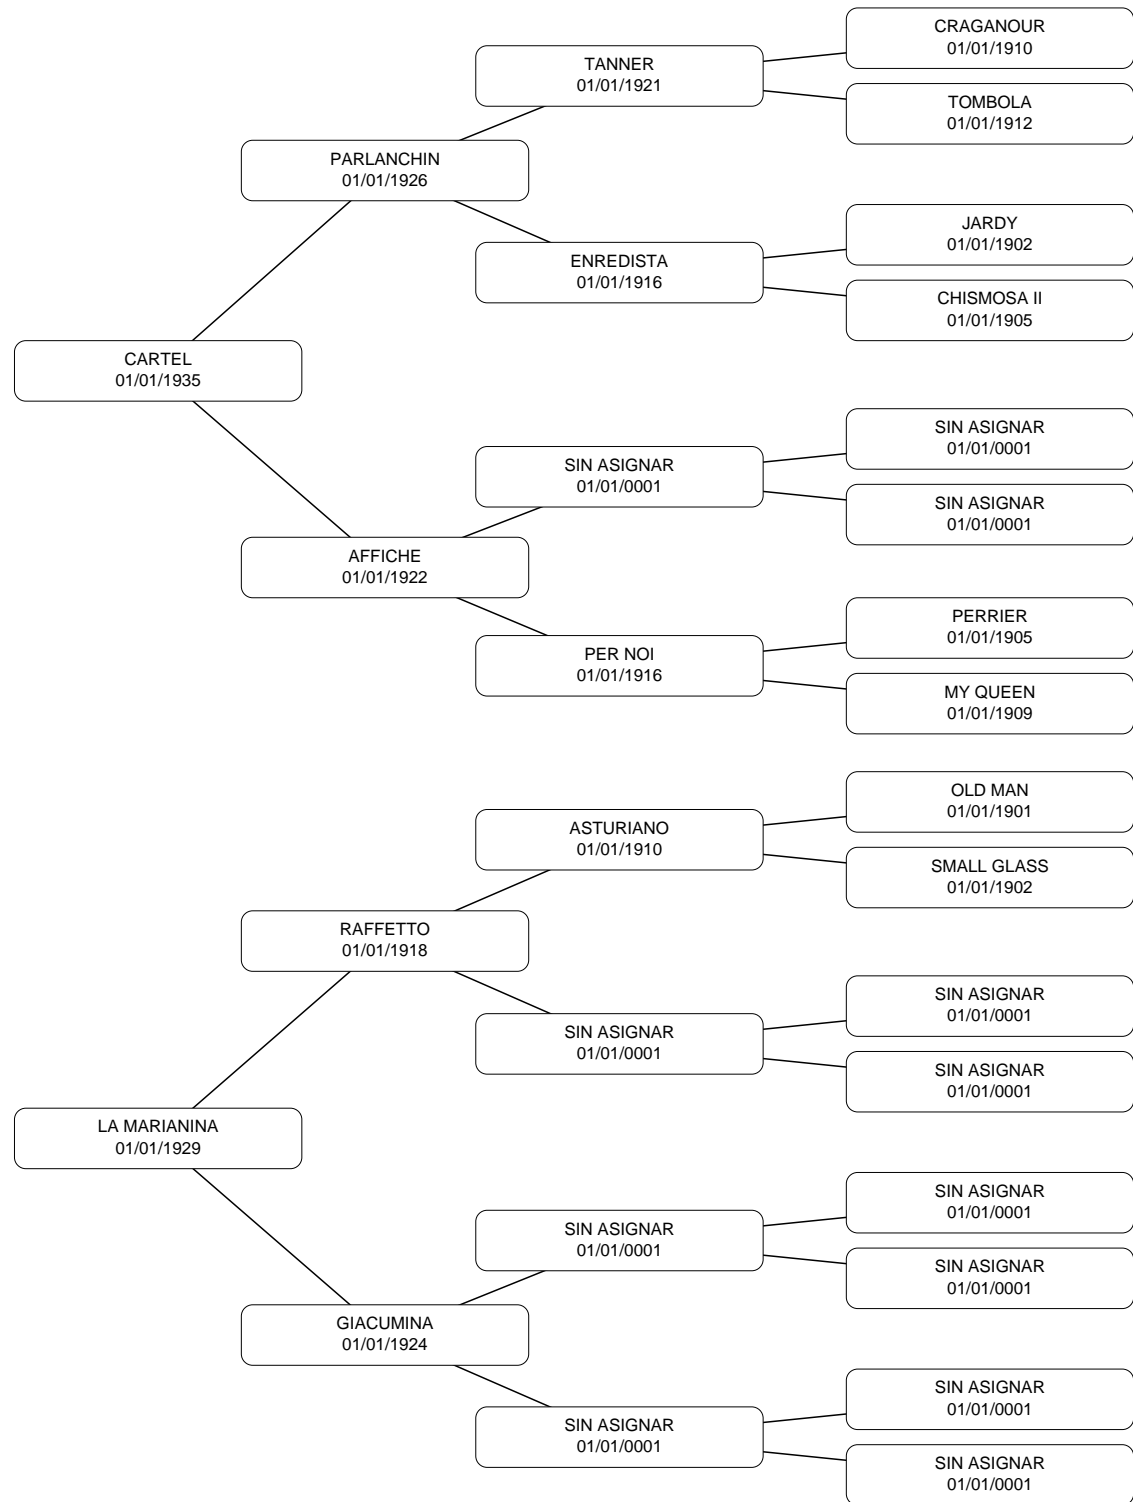 CRAGANOUR
01/01/1910
TANNER
01/01/1921
TOMBOLA
01/01/1912
PARLANCHIN
01/01/1926
JARDY
01/01/1902
ENREDISTA
01/01/1916
CHISMOSA II
01/01/1905
CARTEL
01/01/1935
SIN ASIGNAR
01/01/0001
SIN ASIGNAR
01/01/0001
SIN ASIGNAR
01/01/0001
AFFICHE
01/01/1922
PERRIER
01/01/1905
PER NOI
01/01/1916
MY QUEEN
01/01/1909
OLD MAN
01/01/1901
ASTURIANO
01/01/1910
SMALL GLASS
01/01/1902
RAFFETTO
01/01/1918
SIN ASIGNAR
01/01/0001
SIN ASIGNAR
01/01/0001
SIN ASIGNAR
01/01/0001
LA MARIANINA
01/01/1929
SIN ASIGNAR
01/01/0001
SIN ASIGNAR
01/01/0001
SIN ASIGNAR
01/01/0001
GIACUMINA
01/01/1924
SIN ASIGNAR
01/01/0001
SIN ASIGNAR
01/01/0001
SIN ASIGNAR
01/01/0001